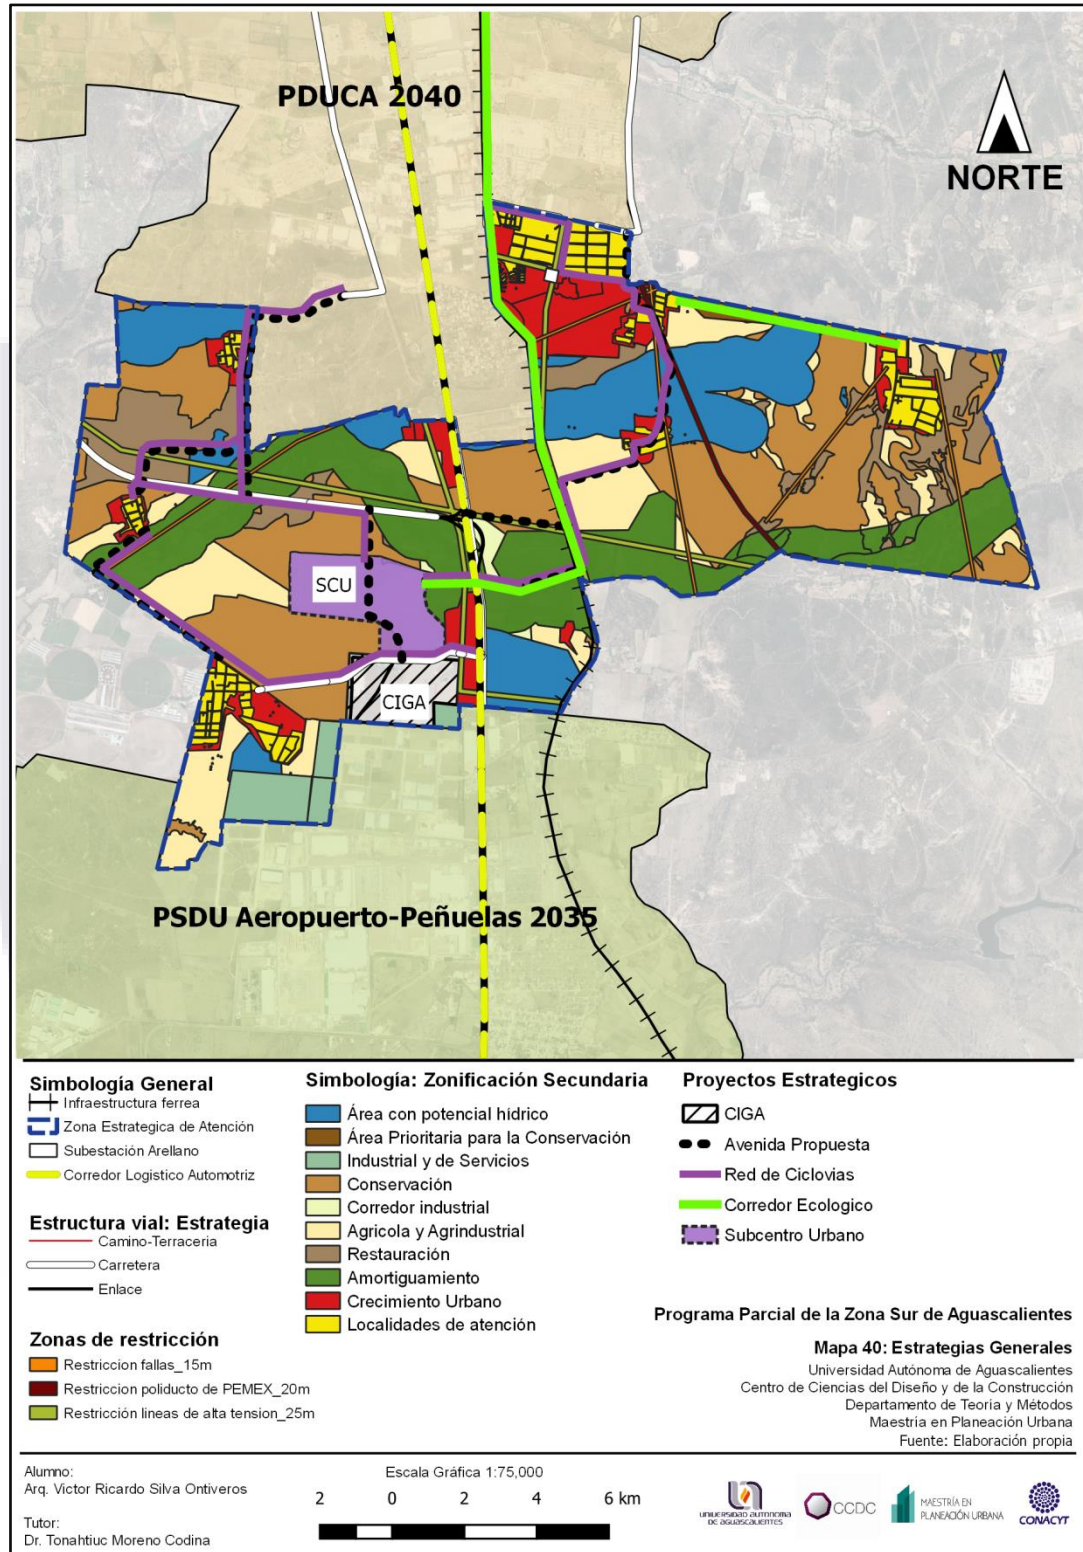 PDUCA 2040
NORTE
SCU
CIGA
PSDU Aeropuerto-Peñuelas 2035
Simbología General
Infraestructura ferrea
Zona Estrategica de Atención
Subestación Arellano
Corredor Logistico Automotriz
Estructura vial: Estrategia
Camino-Terraceria
Carretera
Enlace
Zonas de restricción
Restriccion fallas_15m
Restriccion poliducto de PEMEX_20m
Restricción lineas de alta tension_25m
Simbología: Zonificación Secundaria
Área con potencial hídrico
Área Prioritaria para la Conservación
Industrial y de Servicios
Conservación
Corredor industrial
Agricola y Agrindustrial
Restauración
Amortiguamiento
Crecimiento Urbano
Localidades de atención
Proyectos Estrategicos
CIGA
Avenida Propuesta
Red de Ciclovias
Corredor Ecologico
Subcentro Urbano
Programa Parcial de la Zona Sur de Aguascalientes
Mapa 40: Estrategias Generales
Universidad Autónoma de Aguascalientes
Centro de Ciencias del Diseño y de la Construcción
Departamento de Teoria y Métodos
Maestría en Planeación Urbana
Fuente: Elaboración propia
Alumno:
Arq. Victor Ricardo Silva Ontiveros
Tutor:
Dr. Tonahtiuc Moreno Codina
Escala Gráfica 1:75,000
2 0 2 4 6 km
UNIVERSIDAD AUTONOMA
DE AGUASCALIENTES
CCDC
MAESTRÍA EN
PLANEACIÓN URBANA
CONACYT